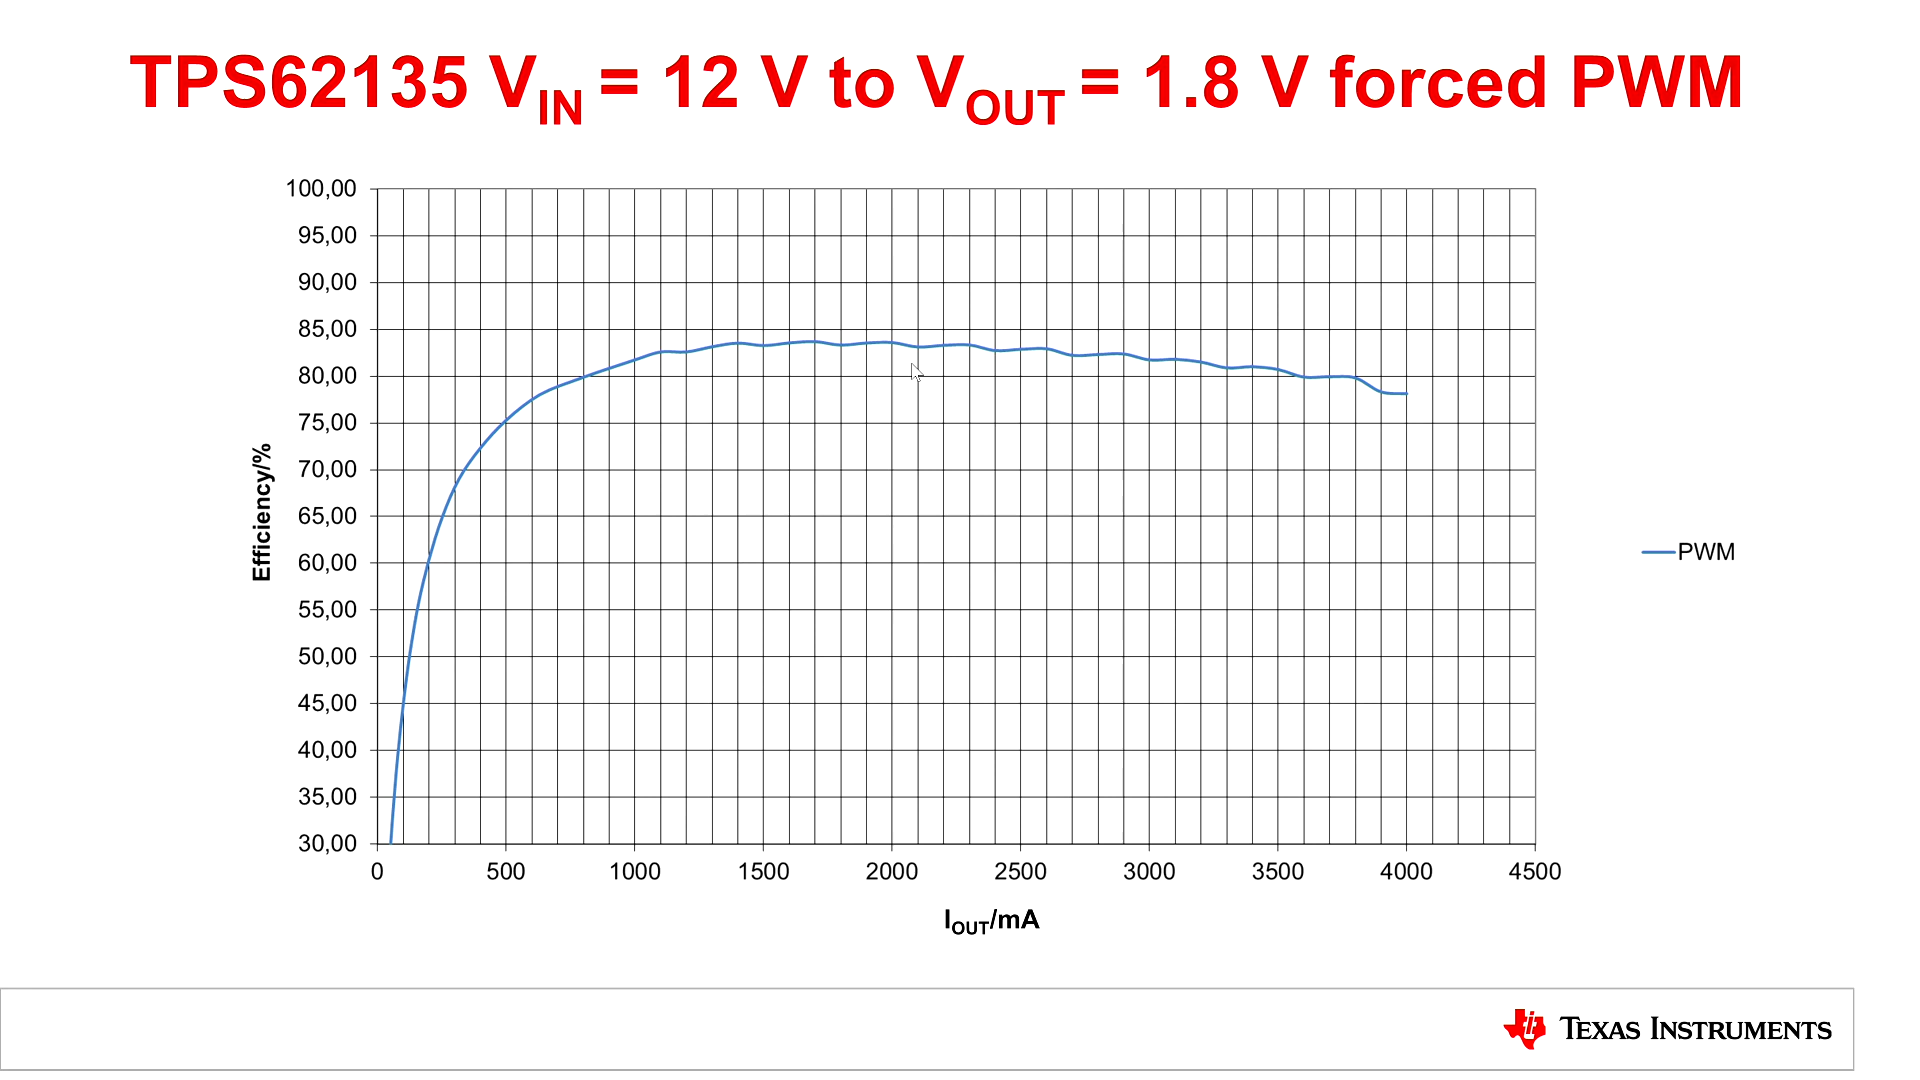 TPS62135 VIN = 12 V to VOUT = 1.8 V forced PWM
100,00
95,00
90,00
85,00
80,00
75,00
70,00
65,00
60,00
55,00
50,00
45,00
40,00
35,00
30,00
Efficiency/%
0 500 1000 1500 2000 2500 3000 3500 4000 4500
IOUT/mA
PWM
TEXAS INSTRUMENTS